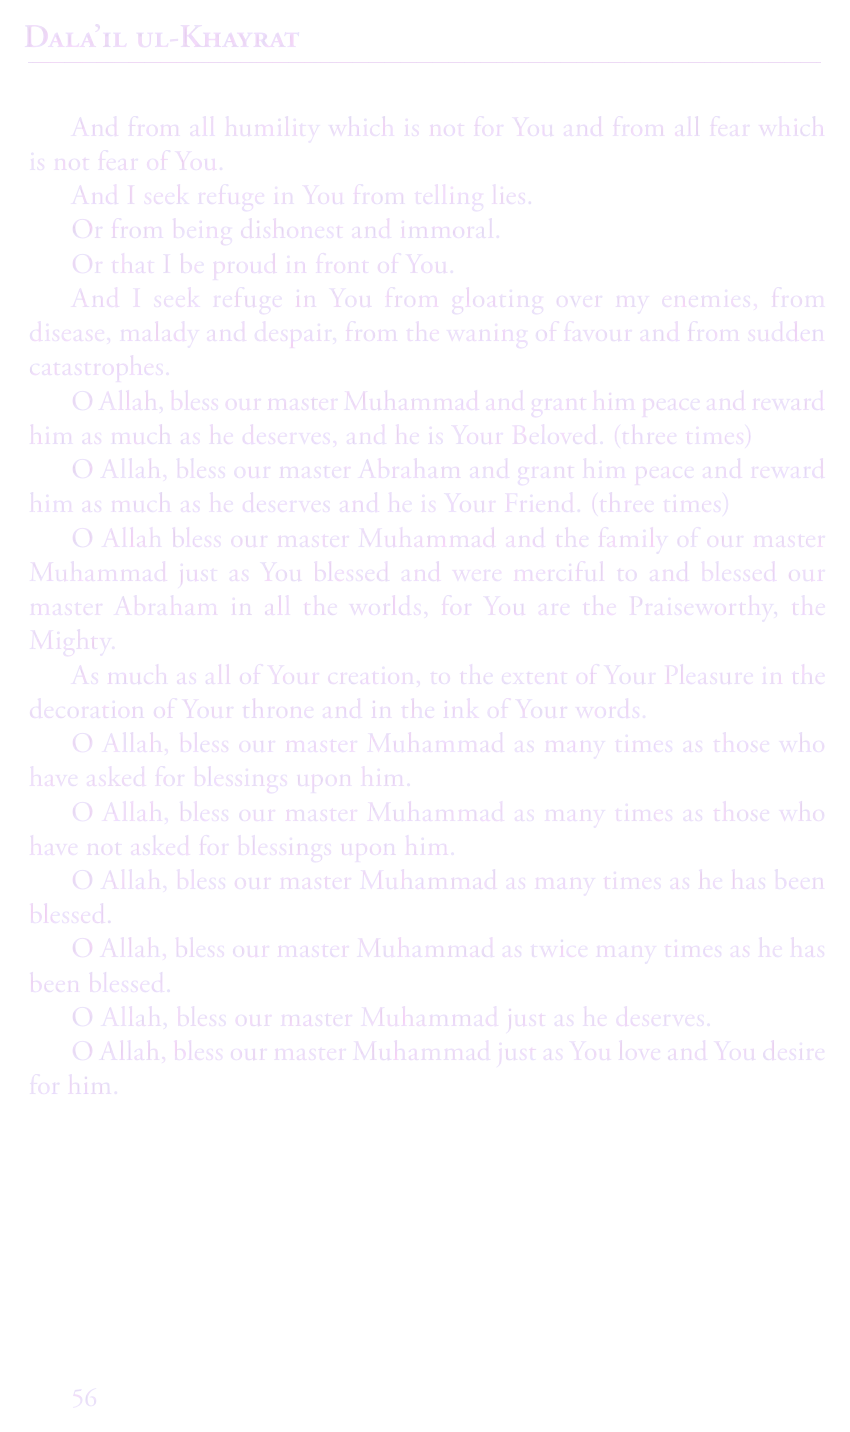 Dala’il ul-Khayrat
And from all humility which is not for You and from all fear which
is not fear of You.
And I seek refuge in You from telling lies.
Or from being dishonest and immoral.
Or that I be proud in front of You.
And I seek refuge in You from gloating over my enemies, from
disease, malady and despair, from the waning of favour and from sudden
catastrophes.
O Allah, bless our master Muhammad and grant him peace and reward
him as much as he deserves, and he is Your Beloved. (three times)
O Allah, bless our master Abraham and grant him peace and reward
him as much as he deserves and he is Your Friend. (three times)
O Allah bless our master Muhammad and the family of our master
Muhammad just as You blessed and were merciful to and blessed our
master Abraham in all the worlds, for You are the Praiseworthy, the
Mighty.
As much as all of Your creation, to the extent of Your Pleasure in the
decoration of Your throne and in the ink of Your words.
O Allah, bless our master Muhammad as many times as those who
have asked for blessings upon him.
O Allah, bless our master Muhammad as many times as those who
have not asked for blessings upon him.
O Allah, bless our master Muhammad as many times as he has been
blessed.
O Allah, bless our master Muhammad as twice many times as he has
been blessed.
O Allah, bless our master Muhammad just as he deserves.
O Allah, bless our master Muhammad just as You love and You desire
for him.
56